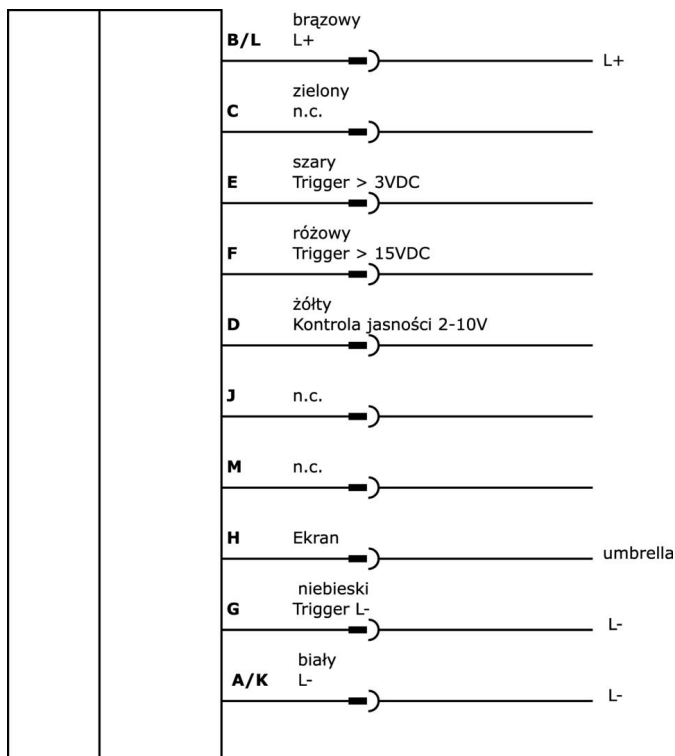 brązowy
B/L L+
L+
zielony
C n.c.
szary
E Trigger > 3VDC
różowy
F Trigger > 15VDC
żółty
D Kontrola jasności 2-10V
J n.c.
M n.c.
H Ekran
umbrella
niebieski
G Trigger L-
L-
biały
A/K L-
L-